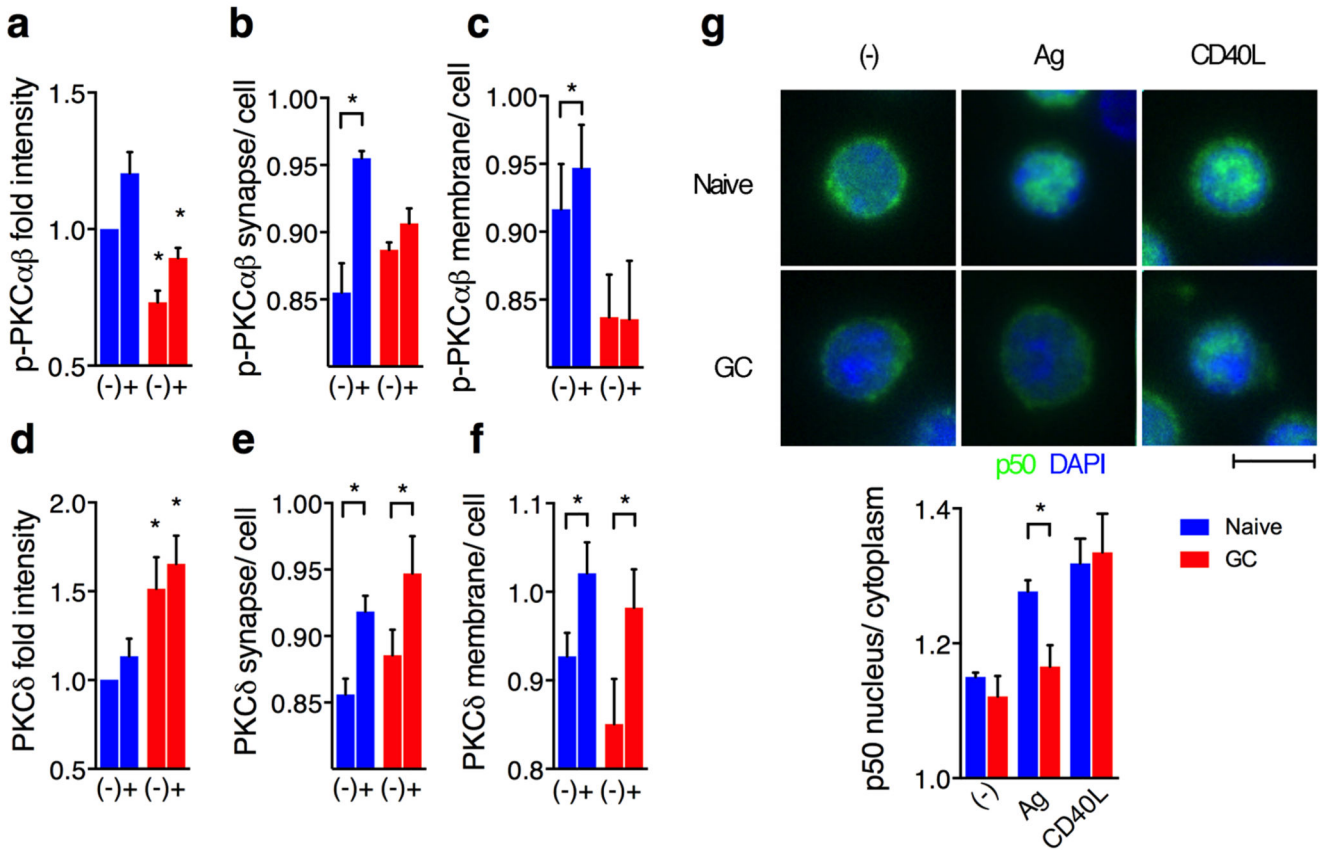 a
p-PKCαβ fold intensity
1.5
1.0
0.5
(-)+ (-)+
b
p-PKCαβ synapse/ cell
1.00
0.95
0.90
0.85
*
(-)+ (-)+
* *
c
p-PKCαβ membrane/ cell
1.00
0.95
0.90
0.85
*
(-)+ (-)+
d
PKCδ fold intensity
2.0
1.5
1.0
0.5
* *
(-)+ (-)+
e
PKCδ synapse/ cell
1.00
0.95
0.90
0.85
* *
(-)+ (-)+
f
PKCδ membrane/ cell
1.1
1.0
0.9
0.8
* *
(-)+ (-)+
g
(-) Ag CD40L
Naive
GC
p50 DAPI
p50 nucleus/ cytoplasm
1.4
1.2
1.0
*
(-) Ag CD40L
Naive
GC